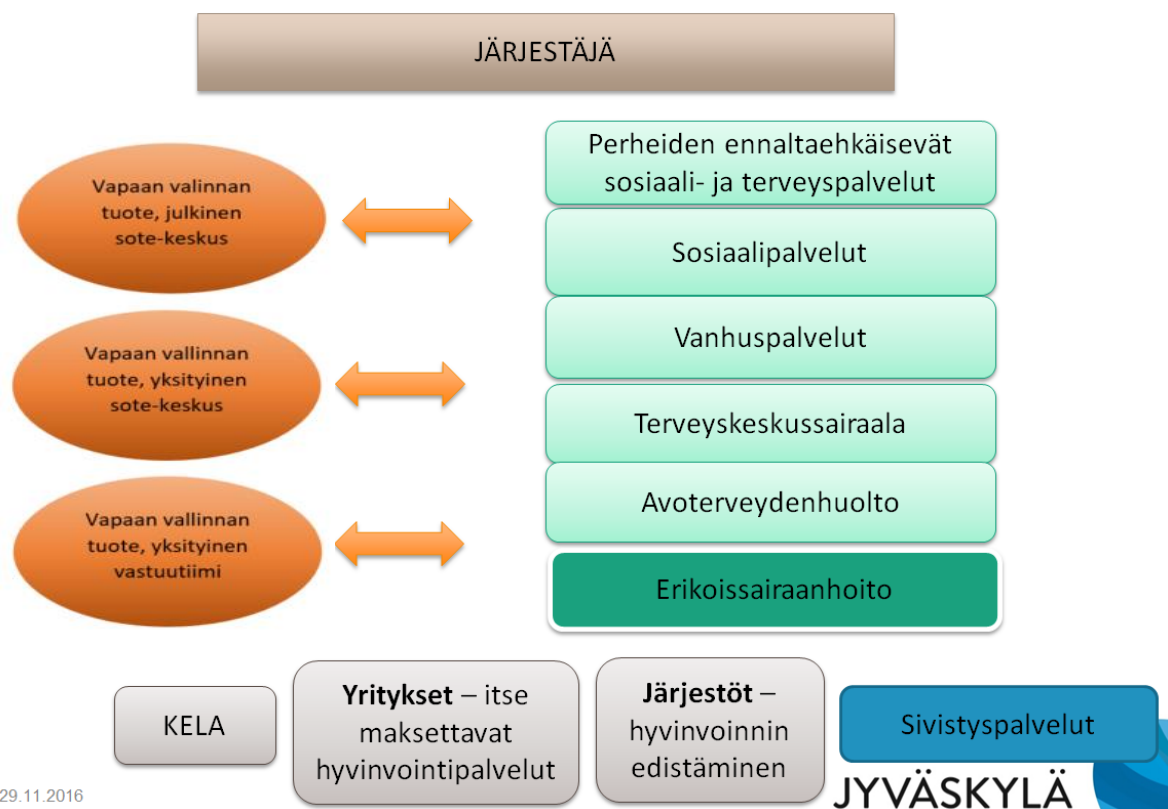 JÄRJESTÄJÄ
Vapaan valinnan
tuote, julkinen
sote-keskus
Vapaan vallinnan
tuote, yksityinen
sote-keskus
Vapaan vallinnan
tuote, yksityinen
vastuutiimi
Perheiden ennaltaehkäisevät
sosiaali- ja terveyspalvelut
Sosiaalipalvelut
Vanhuspalvelut
Terveyskeskussairaala
Avoterveydenhuolto
Erikoissairaanhoito
KELA
Yritykset – itse
maksettavat
hyvinvointipalvelut
Järjestöt –
hyvinvoinnin
edistäminen
Sivistyspalvelut
29.11.2016
JYVÄSKYLÄ